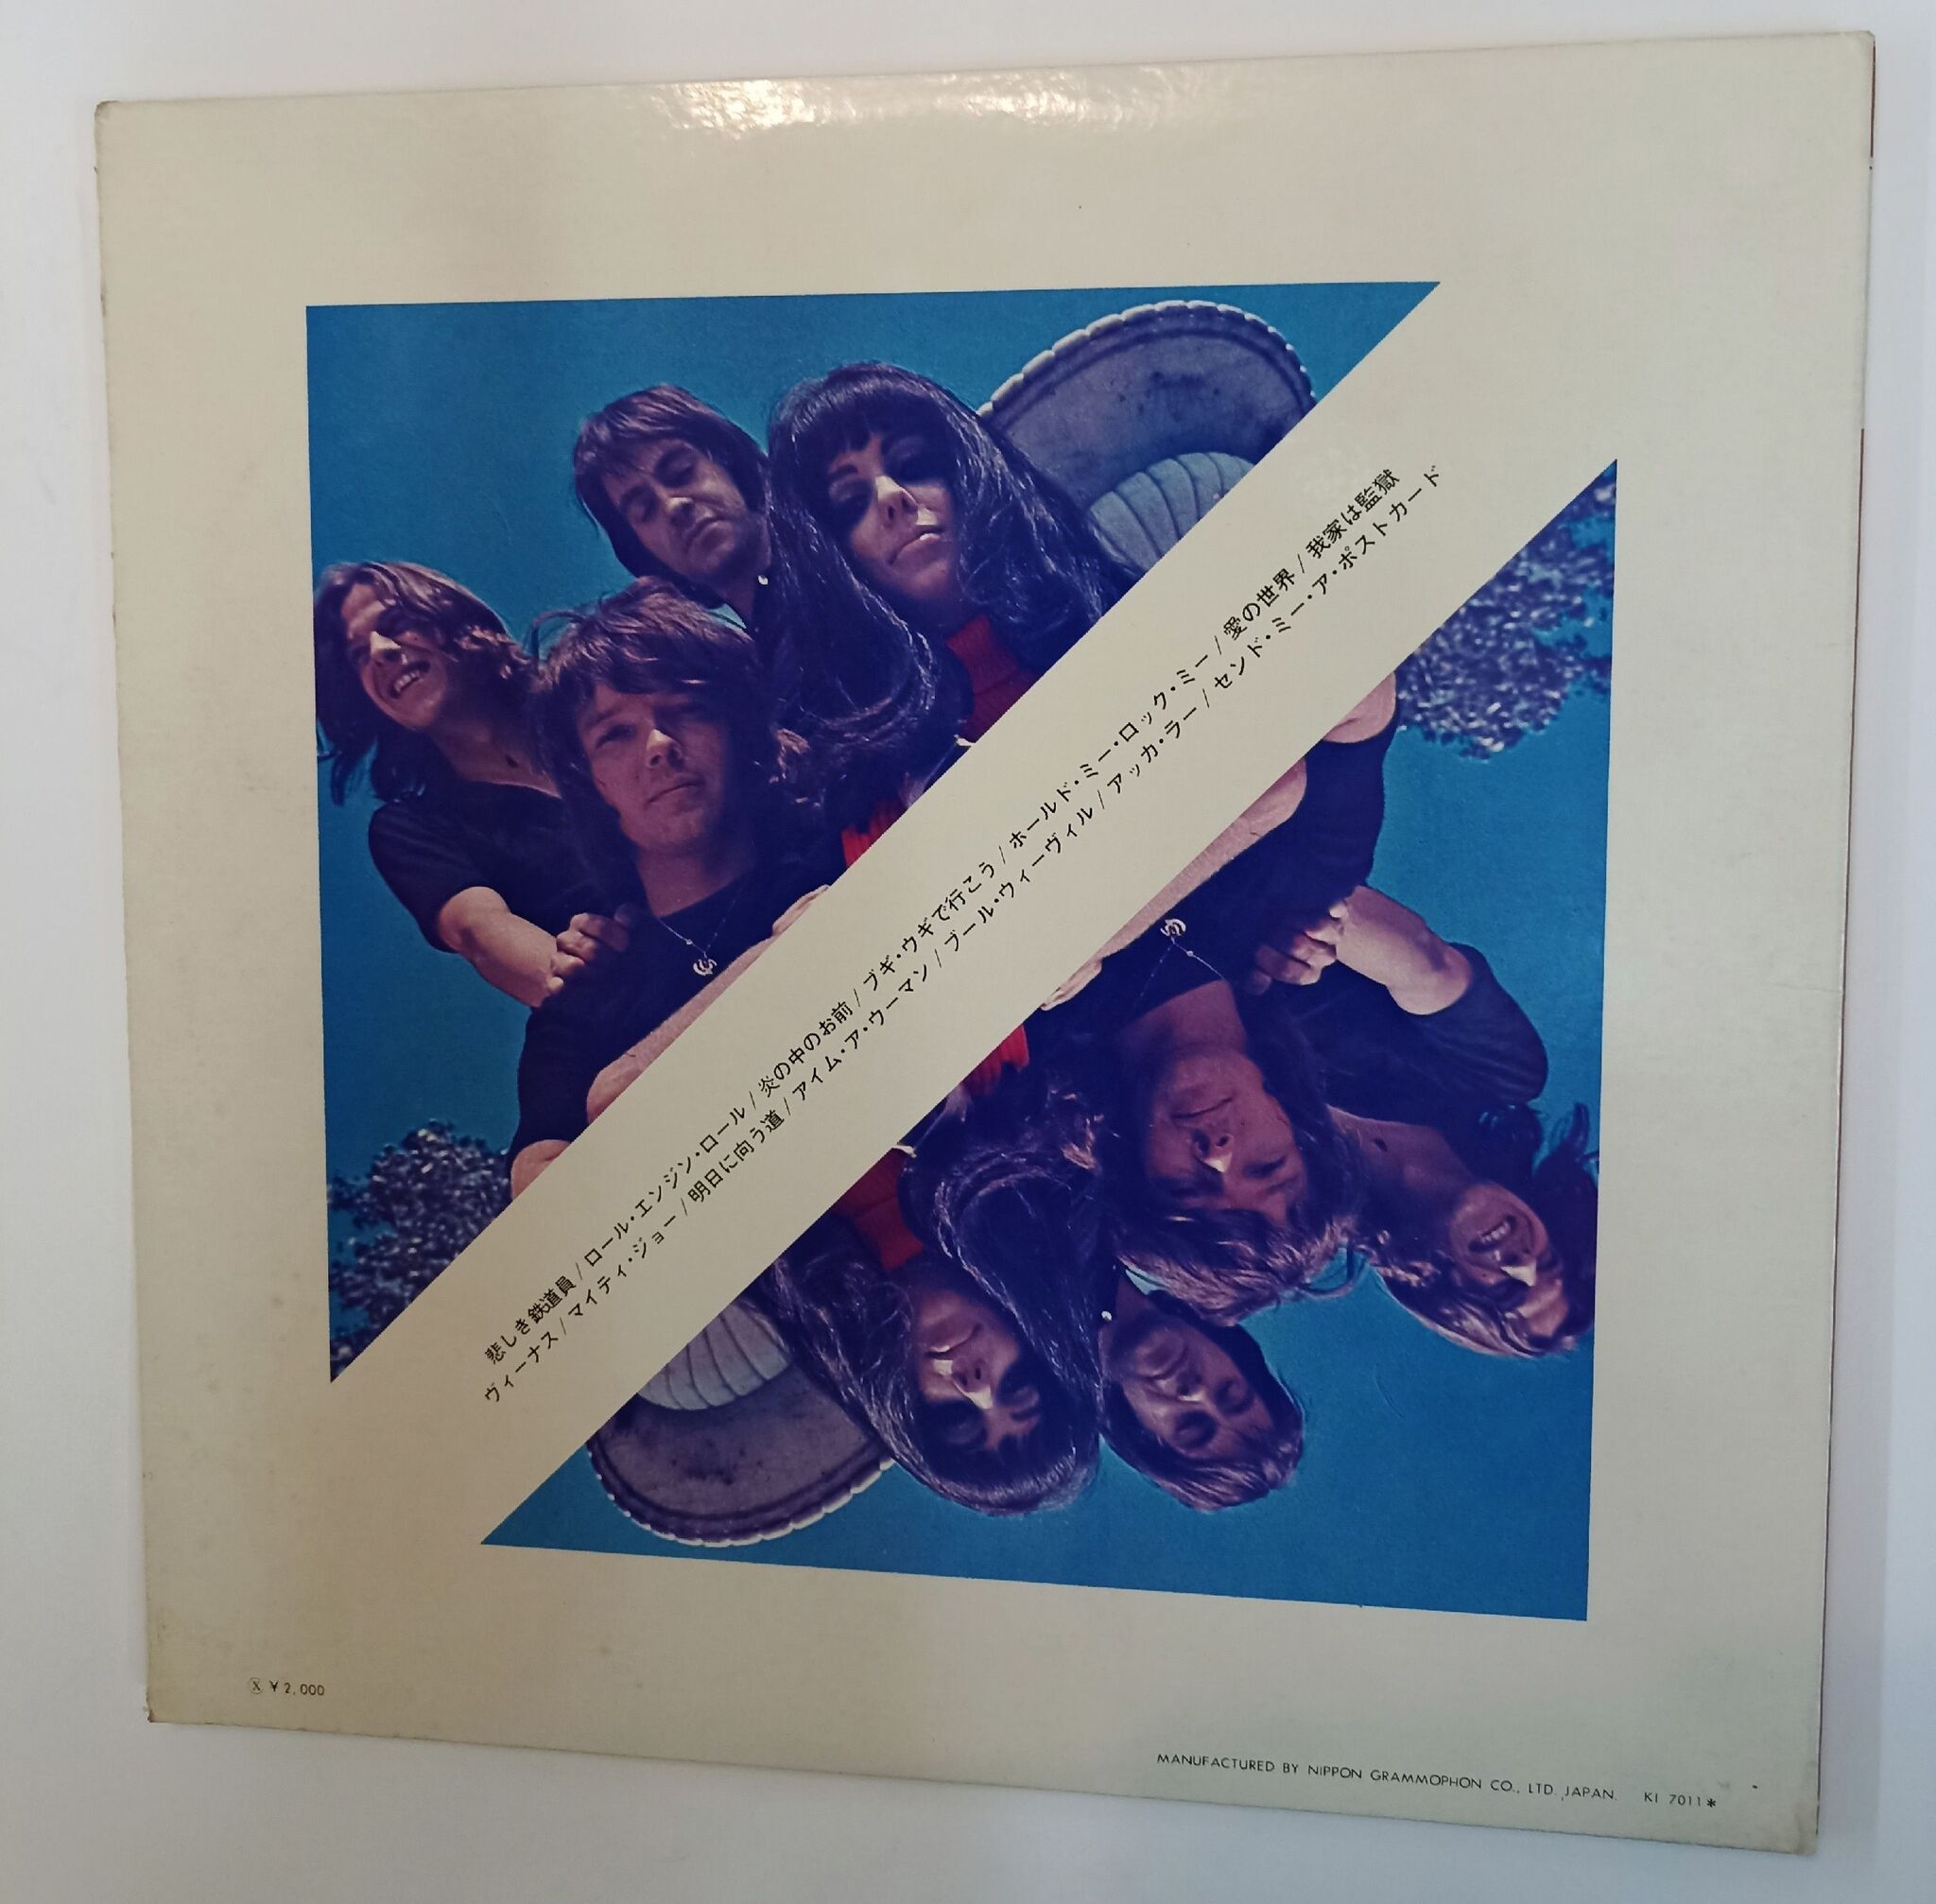 悲しき鉄道員/ロール・エンジン・ロール/炎の中のお前/ブギ・ウギで行こう/ホールド・ミー・ロック・ミー/愛の世界/我家は監獄
ヴィーナス/マイティ・ジョー/明日に向う道/アイム・ア・ウーマン/ブール・ウィーヴィル/アッカ・ラー/センド・ミー・ア・ポストカード
Ⓧ ¥2,000
MANUFACTURED BY NIPPON GRAMMOPHON CO., LTD. JAPAN. KI 7011*